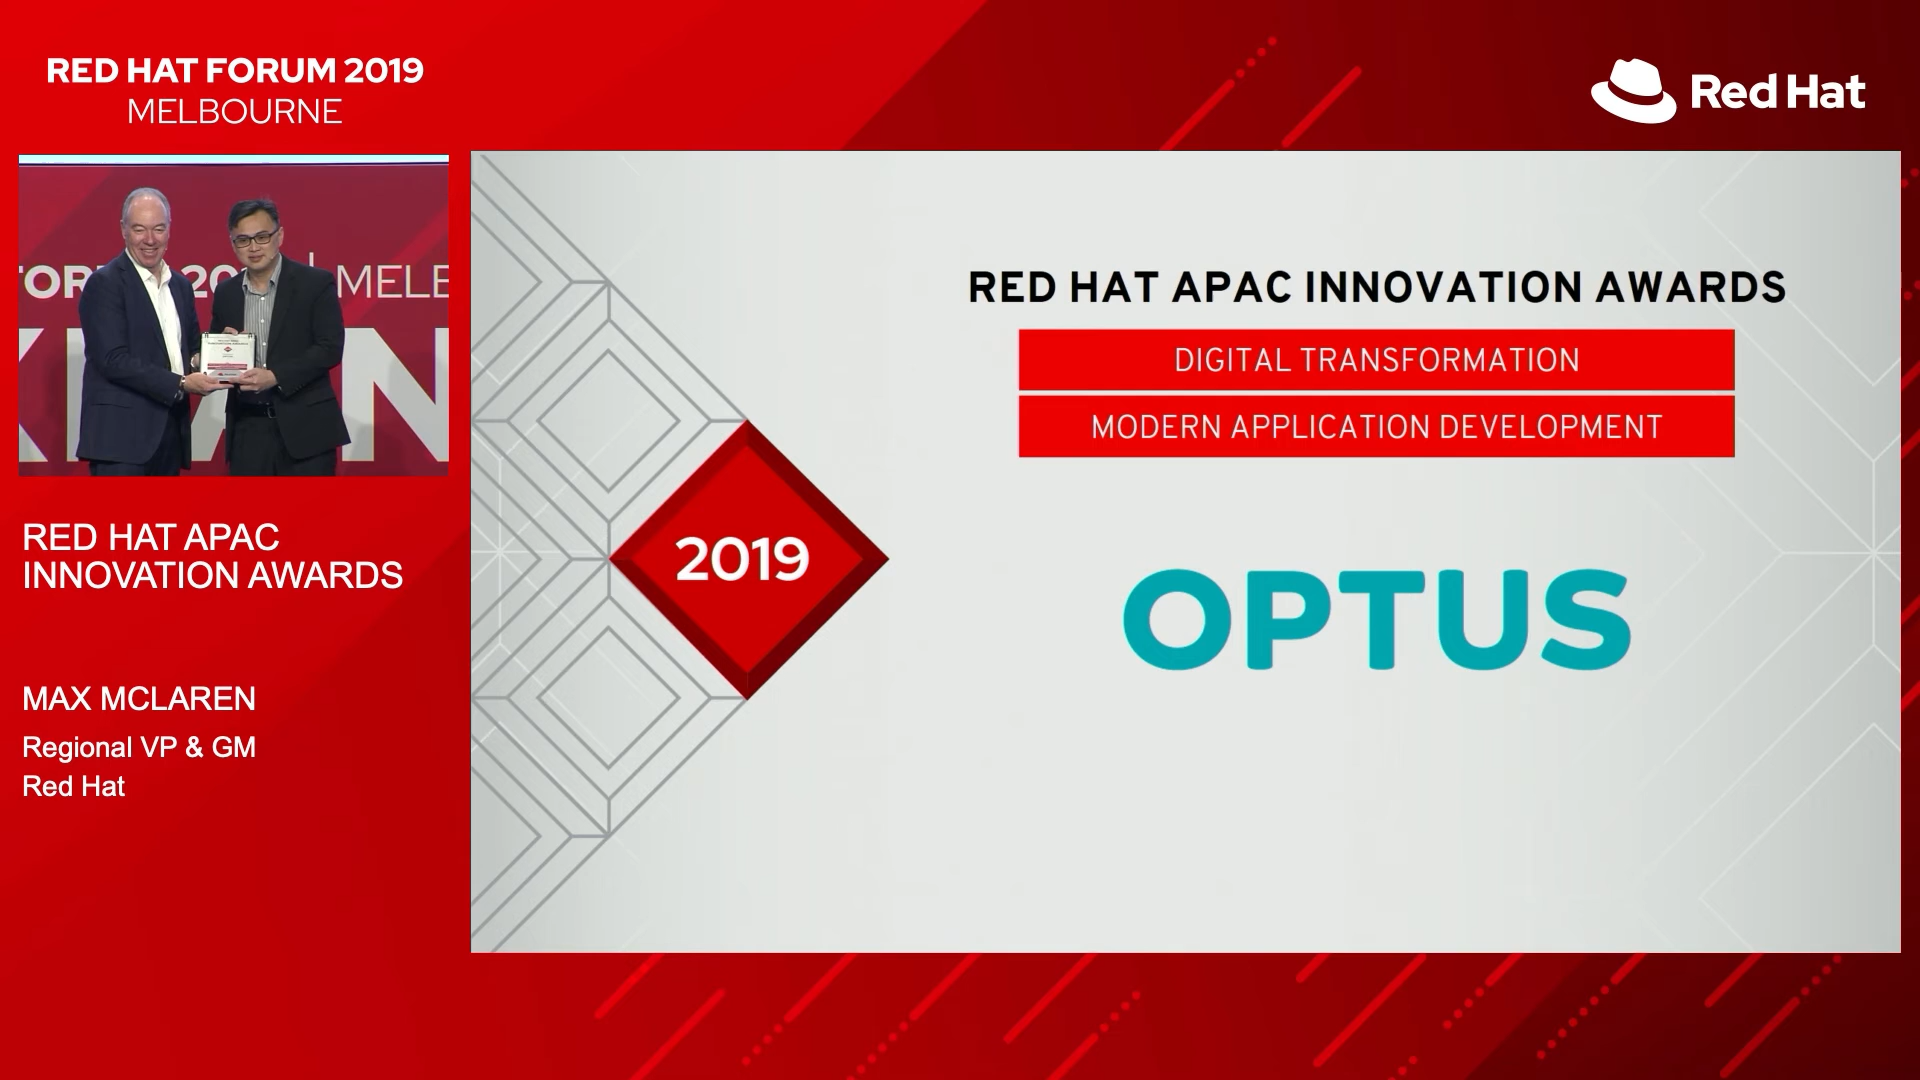 RED HAT FORUM 2019
MELBOURNE
Red Hat
MELB
RED HAT APAC
INNOVATION AWARDS
MAX MCLAREN
Regional VP & GM
Red Hat
RED HAT APAC INNOVATION AWARDS
DIGITAL TRANSFORMATION
MODERN APPLICATION DEVELOPMENT
2019
OPTUS